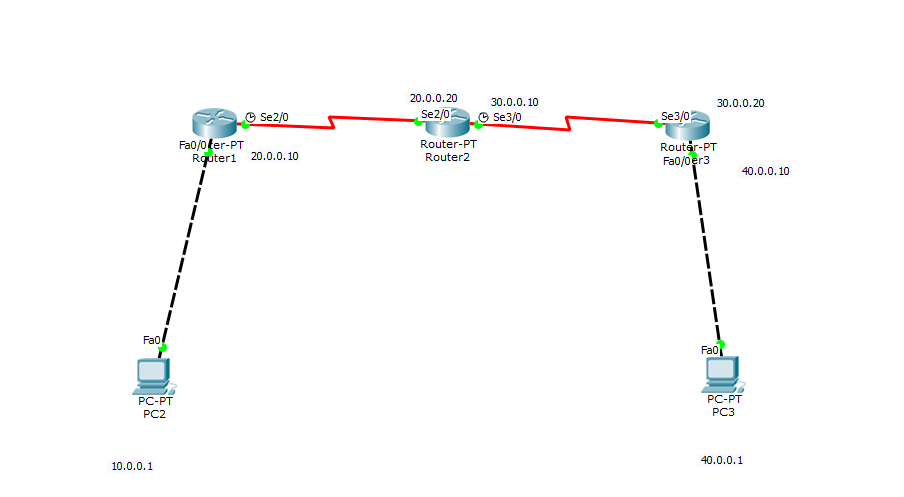 20.0.0.20
30.0.0.10
30.0.0.20
Se2/0
Se2/0
Se3/0
Se3/0
Fa0/0ter-PT
Router1
Router-PT
Router2
Router-PT
Fa0/0er3
20.0.0.10
40.0.0.10
Fa0
Fa0
PC-PT
PC2
PC-PT
PC3
10.0.0.1
40.0.0.1